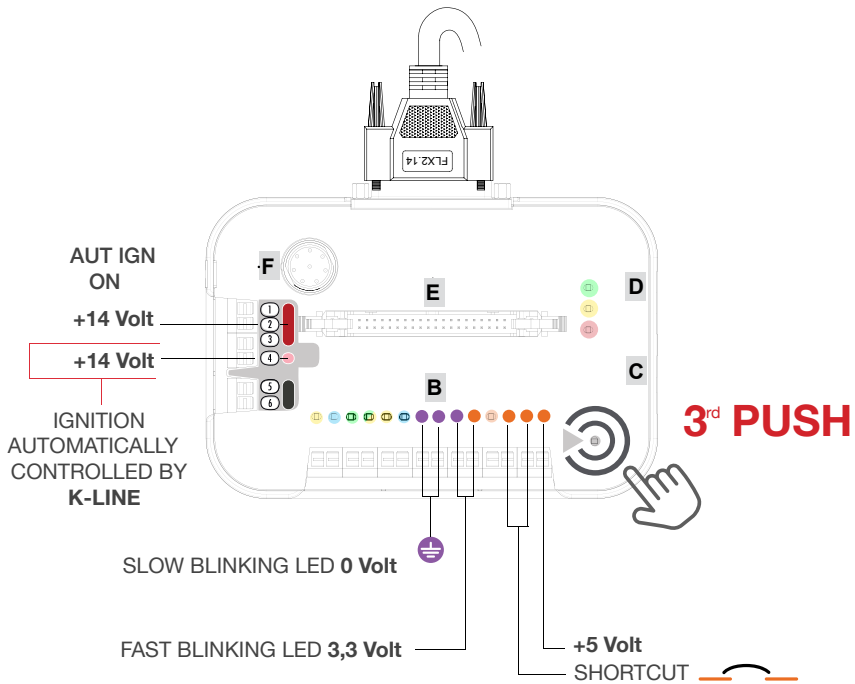 FLX2.14
AUT IGN
ON
F
E
D
+14 Volt
1
2
3
+14 Volt
4
5
6
C
B
3rd PUSH
IGNITION
AUTOMATICALLY
CONTROLLED BY
K-LINE
SLOW BLINKING LED 0 Volt
FAST BLINKING LED 3,3 Volt
+5 Volt
SHORTCUT